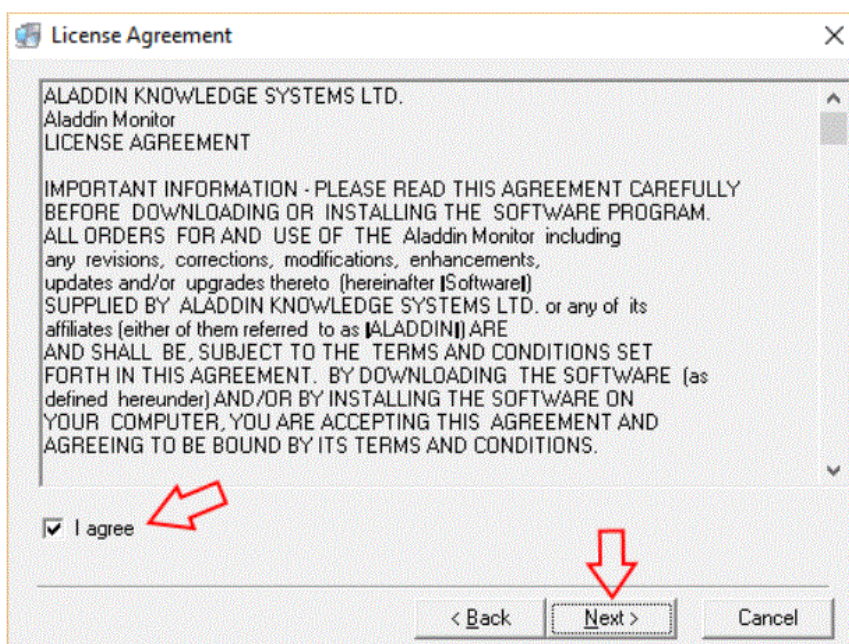 License Agreement
ALADDIN KNOWLEDGE SYSTEMS LTD.
Aladdin Monitor
LICENSE AGREEMENT
IMPORTANT INFORMATION - PLEASE READ THIS AGREEMENT CAREFULLY
BEFORE DOWNLOADING OR INSTALLING THE SOFTWARE PROGRAM.
ALL ORDERS FOR AND USE OF THE Aladdin Monitor including
any revisions, corrections, modifications, enhancements,
updates and/or upgrades thereto (hereinafter ‖Software‖)
SUPPLIED BY ALADDIN KNOWLEDGE SYSTEMS LTD. or any of its
affiliates (either of them referred to as ‖ALADDIN‖) ARE
AND SHALL BE, SUBJECT TO THE TERMS AND CONDITIONS SET
FORTH IN THIS AGREEMENT. BY DOWNLOADING THE SOFTWARE (as
defined hereunder) AND/OR BY INSTALLING THE SOFTWARE ON
YOUR COMPUTER, YOU ARE ACCEPTING THIS AGREEMENT AND
AGREEING TO BE BOUND BY ITS TERMS AND CONDITIONS.
I agree
< Back
Next >
Cancel